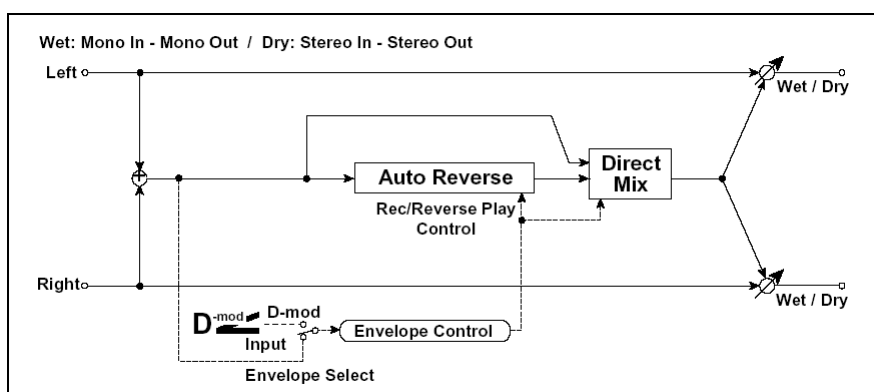 Wet: Mono In - Mono Out / Dry: Stereo In - Stereo Out
Left
Wet / Dry
+
Auto Reverse
Direct
Mix
Rec/Reverse Play
Control
Right
Wet / Dry
D-mod
D-mod
Input
Envelope Control
Envelope Select